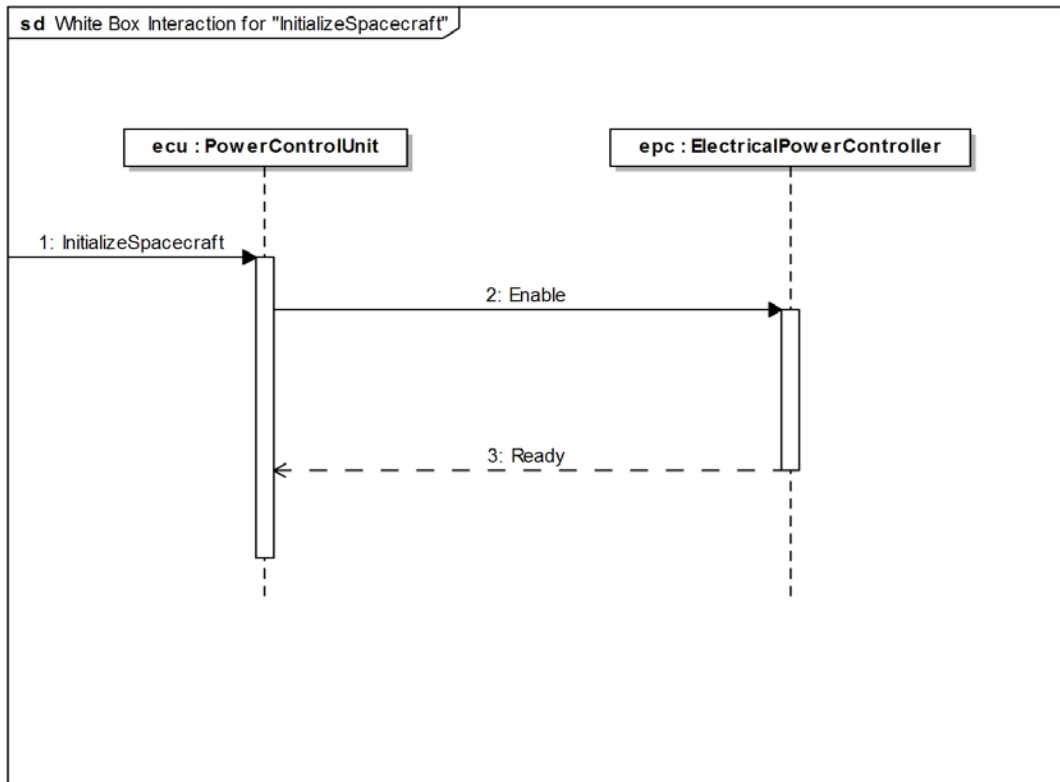 sd White Box Interaction for "InitializeSpacecraft"
ecu : PowerControlUnit
epc : ElectricalPowerController
1: InitializeSpacecraft
2: Enable
3: Ready